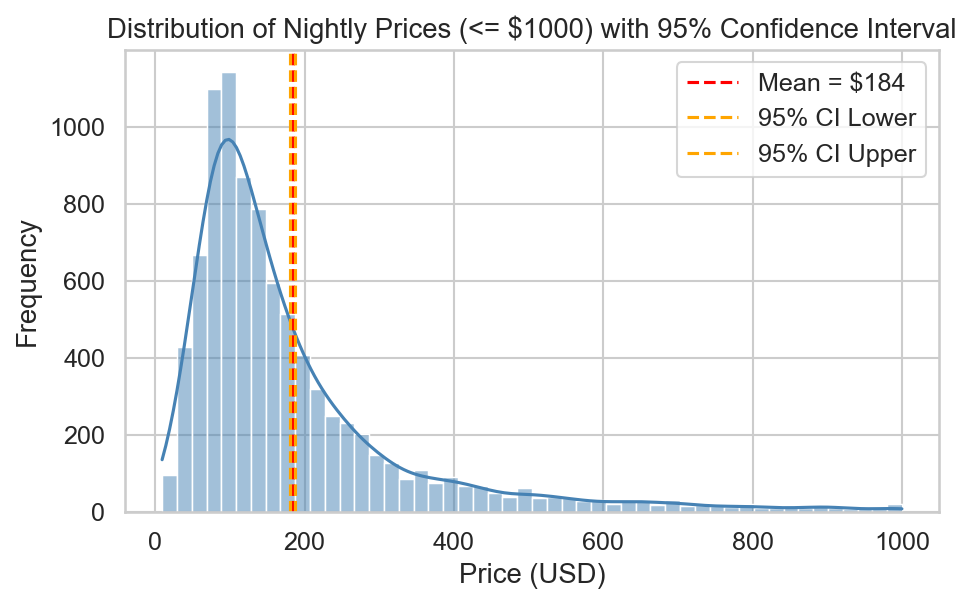 Distribution of Nightly Prices (<= $1000) with 95% Confidence Interval
Mean = $184
95% CI Lower
95% CI Upper
Frequency
1000
800
600
400
200
0
0 200 400 600 800 1000
Price (USD)